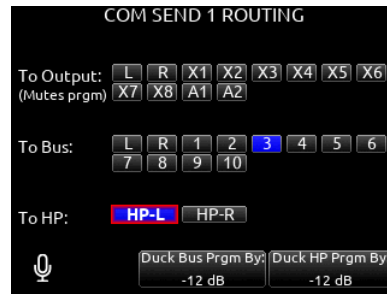 COM SEND 1 ROUTING
To Output: L R X1 X2 X3 X4 X5 X6
(Mutes prgm) X7 X8 A1 A2
To Bus: L R 1 2 3 4 5 6
7 8 9 10
To HP: HP-L HP-R
Duck Bus Prgm By: Duck HP Prgm By
-12 dB -12 dB